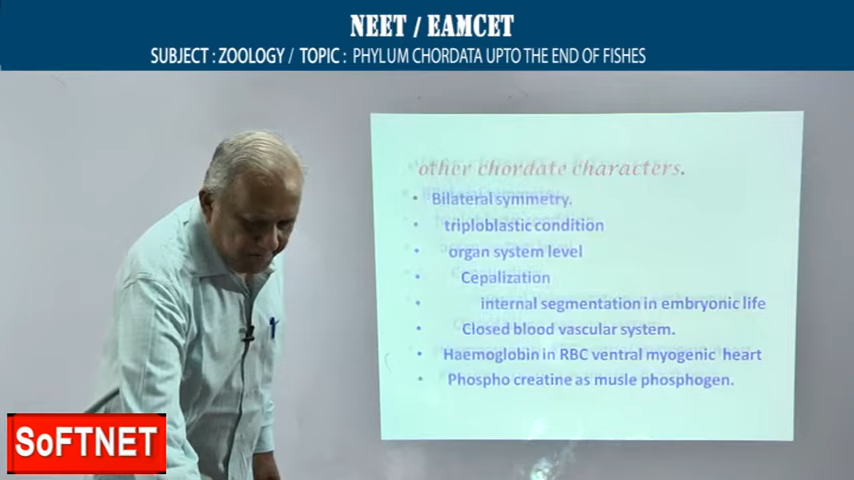 NEET / EAMCET
SUBJECT : ZOOLOGY / TOPIC : PHYLUM CHORDATA UPTO THE END OF FISHES
other chordate characters.
• Bilateral symmetry.
• triploblastic condition
• organ system level
• Cepalization
• internal segmentation in embryonic life
• Closed blood vascular system.
• Haemoglobin in RBC ventral myogenic heart
• Phospho creatine as musle phosphogen.
SoFTNET